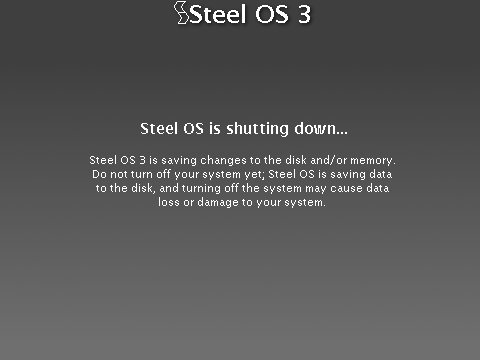 Steel OS 3
Steel OS is shutting down...
Steel OS 3 is saving changes to the disk and/or memory.
Do not turn off your system yet; Steel OS is saving data
to the disk, and turning off the system may cause data
loss or damage to your system.